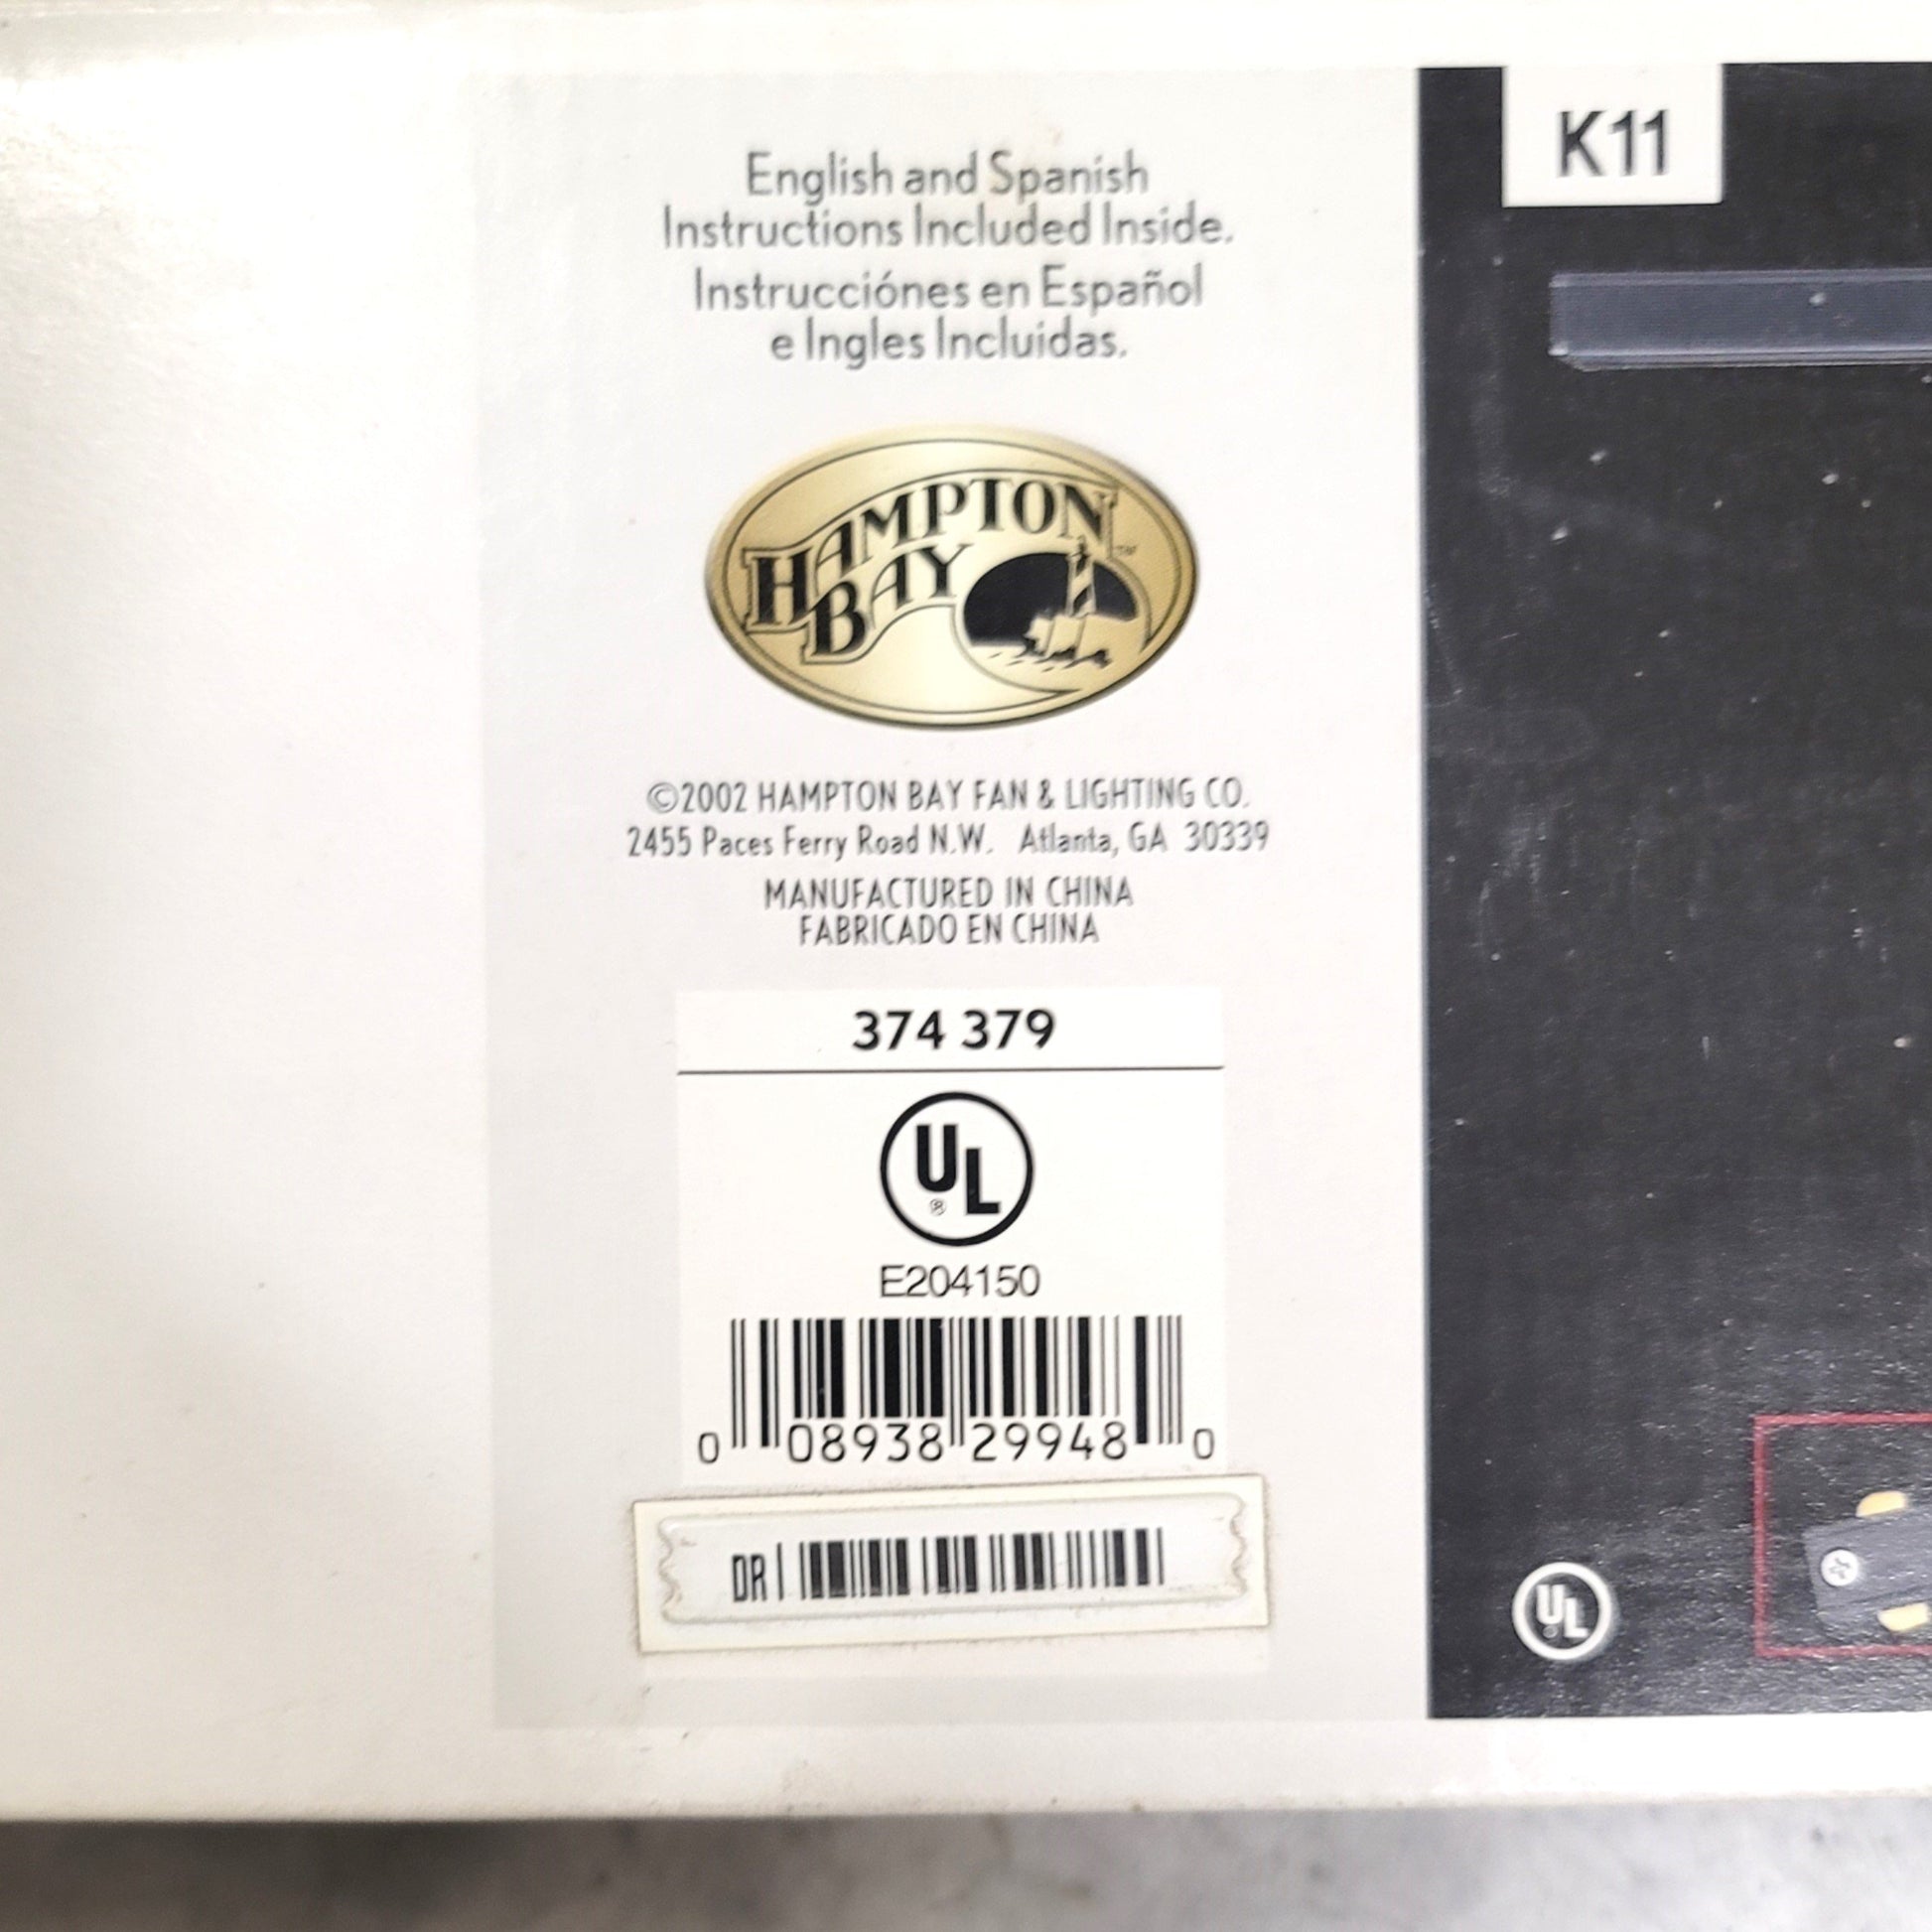 English and Spanish
Instructions Included Inside.
Instrucciónes en Español
e Ingles Incluidas.
HAMPTON
BAY
™
©2002 HAMPTON BAY FAN & LIGHTING CO.
2455 Paces Ferry Road N.W. Atlanta, GA 30339
MANUFACTURED IN CHINA
FABRICADO EN CHINA
374 379
UL
®
E204150
0 08938 29948 0
DR
K11
UL